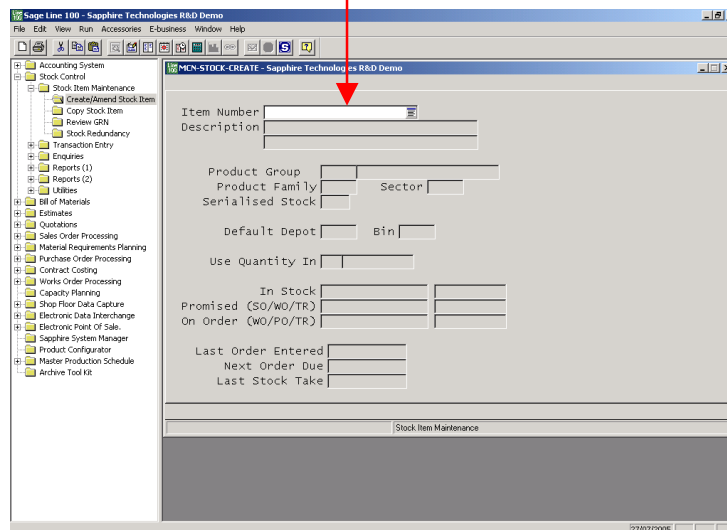 Sage Line 100 - Sapphire Technologies R&D Demo
File Edit View Run Accessories E-business Window Help
Accounting System
Stock Control
Stock Item Maintenance
Create/Amend Stock Item
Copy Stock Item
Review GRN
Stock Redundancy
Transaction Entry
Enquiries
Reports (1)
Reports (2)
Utilities
Bill of Materials
Estimates
Quotations
Sales Order Processing
Material Requirements Planning
Purchase Order Processing
Contract Costing
Works Order Processing
Capacity Planning
Shop Floor Data Capture
Electronic Data Interchange
Electronic Point Of Sale.
Sapphire System Manager
Product Configurator
Master Production Schedule
Archive Tool Kit
MCN-STOCK-CREATE - Sapphire Technologies R&D Demo
Item Number
Description
Product Group
Product Family Sector
Serialised Stock
Default Depot Bin
Use Quantity In
In Stock
Promised (SO/WO/TR)
On Order (WO/PO/TR)
Last Order Entered
Next Order Due
Last Stock Take
Stock Item Maintenance
27/07/2005